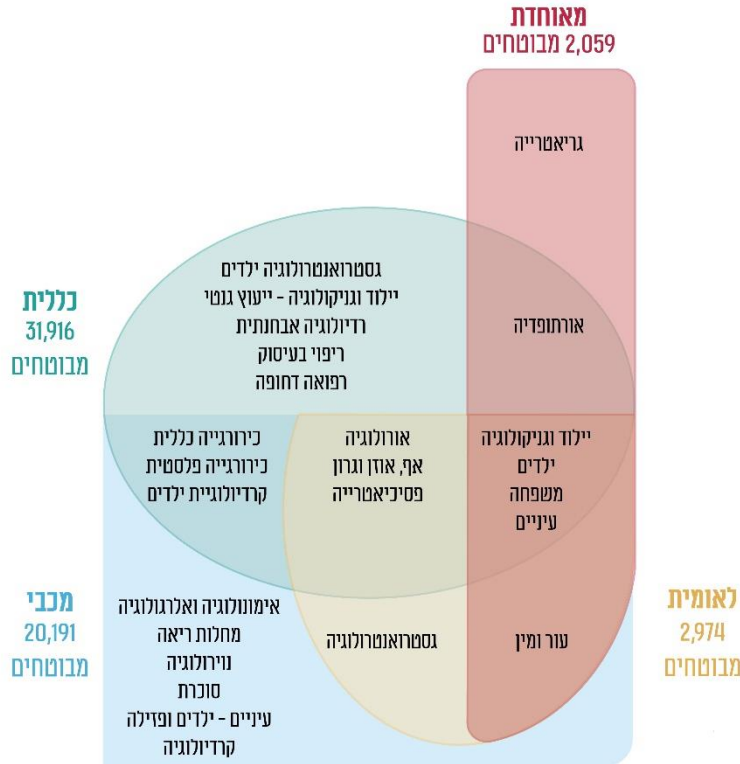 מאוחדת
2,059 מבוטחים
גריאטרייה
גסטרואנטרולוגיה ילדים
יילוד וגניקולוגיה - ייעוץ גנטי
רדיולוגיה אבחנתית
ריפוי בעיסוק
רפואה דחופה
אורתופדיה
כללית
31,916
מבוטחים
כירורגייה כללית
כירורגייה פלסטית
קרדיולוגיית ילדים
אורולוגיה
אף, אוזן וגרון
פסיכיאטרייה
יילוד וגניקולוגיה
ילדים
משפחה
עיניים
מכבי
20,191
מבוטחים
אימונולוגיה ואלרגולוגיה
מחלות ריאה
נוירולוגיה
סוכרת
עיניים - ילדים ופזילה
קרדיולוגיה
גסטרואנטרולוגיה
עור ומין
לאומית
2,974
מבוטחים